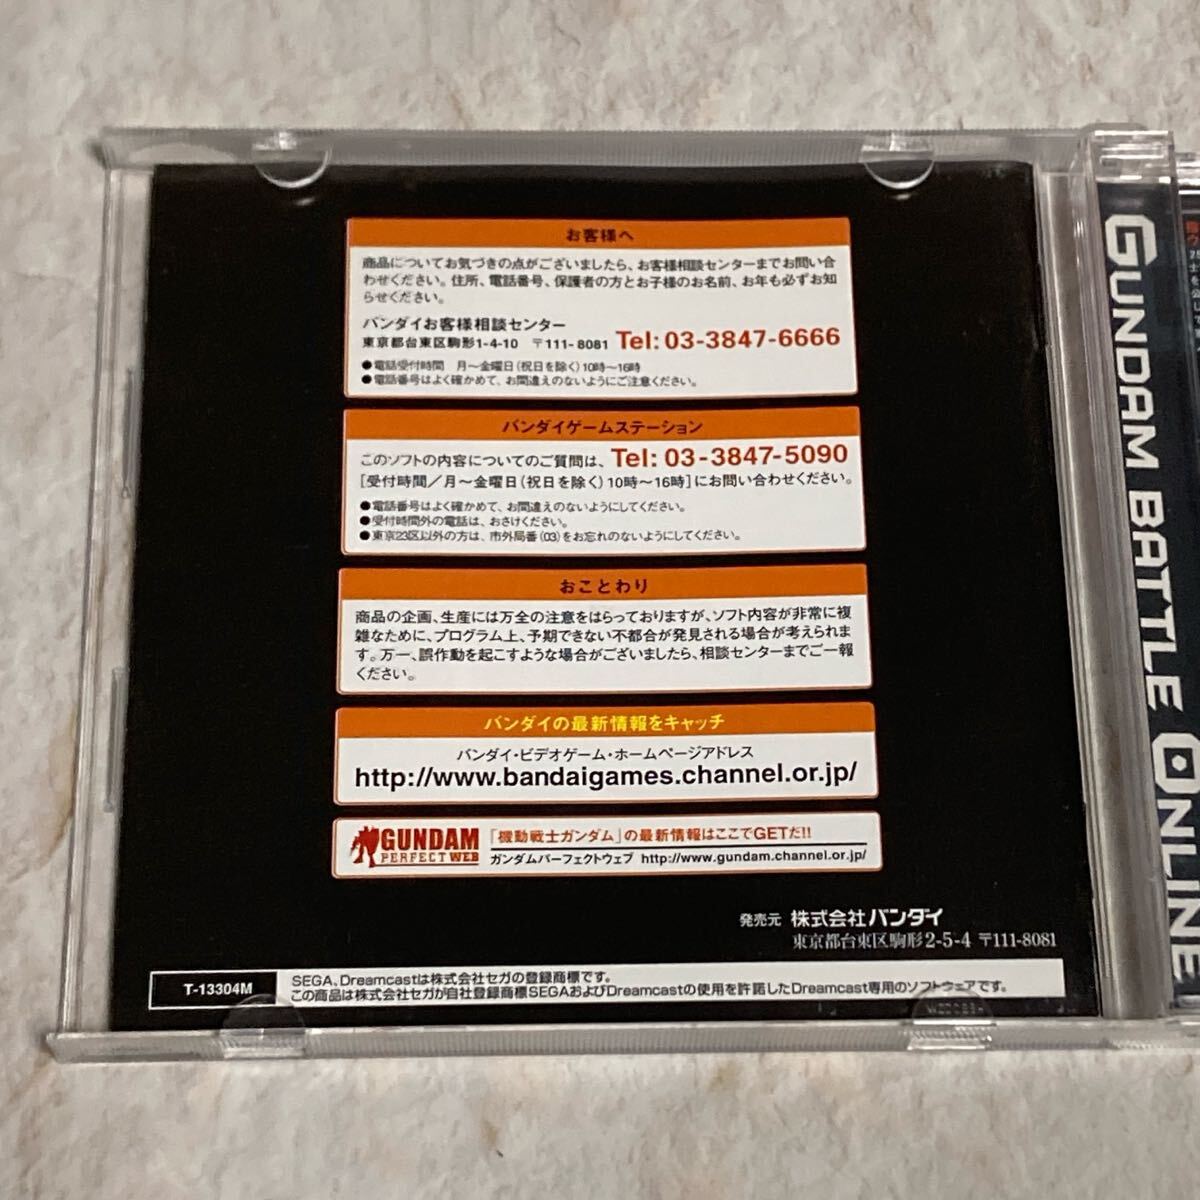 お客様へ
商品についてお気づきの点がございましたら、お客様相談センターまでお問い合
わせください。住所、電話番号、保護者の方とお子様のお名前、お年も必ずお知
らせください。
バンダイお客様相談センター
東京都台東区駒形1-4-10 〒111-8081 Tel: 03-3847-6666
●電話受付時間 月〜金曜日(祝日を除く)10時〜16時
●電話番号はよく確かめて、お間違えのないようにご注意ください。
バンダイゲームステーション
このソフトの内容についてのご質問は、Tel: 03-3847-5090
[受付時間/月〜金曜日(祝日を除く)10時〜16時]にお問い合わせください。
●電話番号はよく確かめて、お間違えのないようにしてください。
●受付時間外の電話は、おさけください。
●東京23区以外の方は、市外局番(03)をお忘れのないようにしてください。
おことわり
商品の企画、生産には万全の注意をはらっておりますが、ソフト内容が非常に複
雑なために、プログラム上、予期できない不都合が発見される場合が考えられま
す。万一、誤作動を起こすような場合がございましたら、相談センターまでご一報
ください。
バンダイの最新情報をキャッチ
バンダイ・ビデオゲーム・ホームページアドレス
http://www.bandaigames.channel.or.jp/
GUNDAM
PERFECT WEB
「機動戦士ガンダム」の最新情報はここでGETだ!!
ガンダムパーフェクトウェブ http://www.gundam.channel.or.jp/
発売元 株式会社バンダイ
東京都台東区駒形2-5-4 〒111-8081
T-13304M
SEGA、Dreamcastは株式会社セガの登録商標です。
この商品は株式会社セガが自社登録商標SEGAおよびDreamcastの使用を許諾したDreamcast専用のソフトウェアです。
GUNDAM BATTLE ONLINE